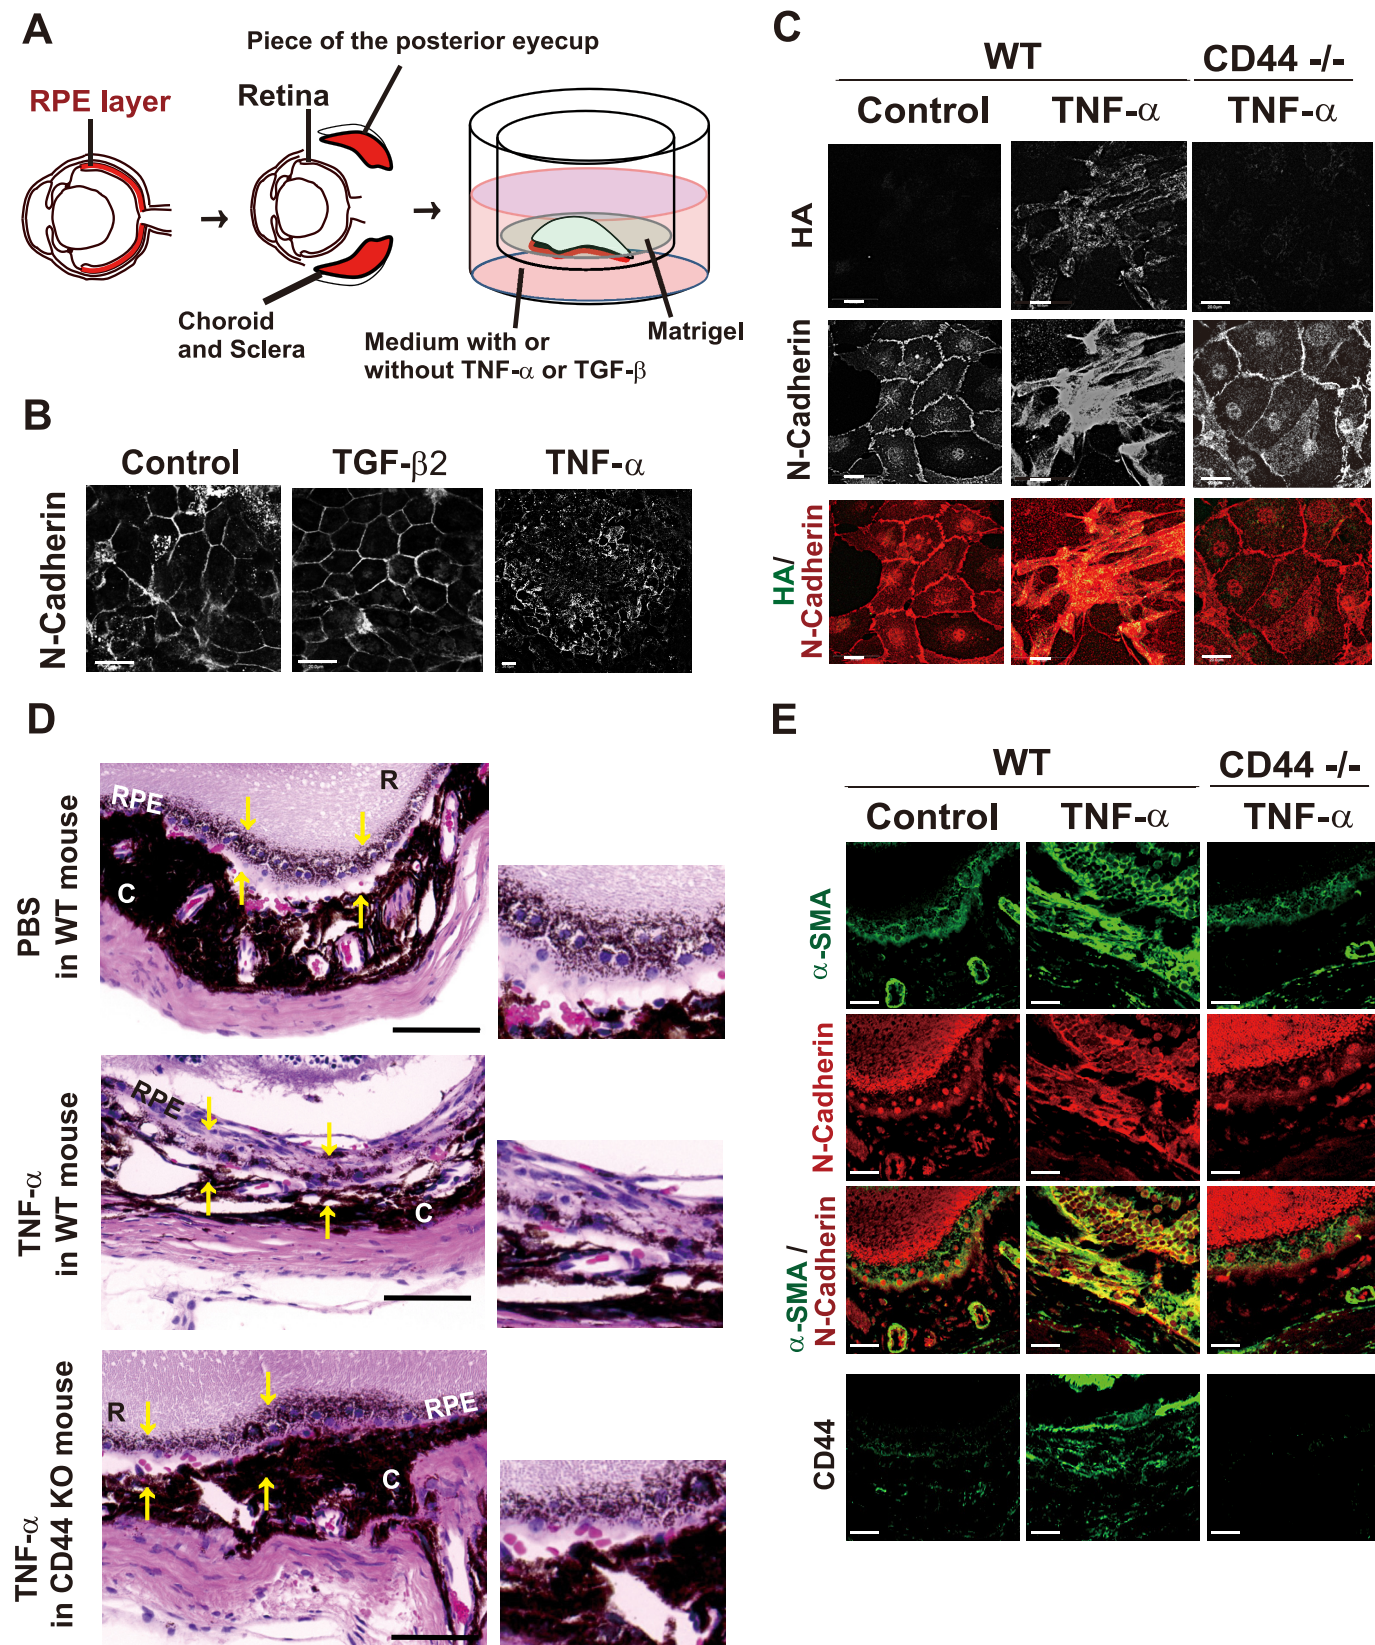 A
Piece of the posterior eyecup
RPE layer
Retina
Choroid
and Sclera
Medium with or
without TNF-α or TGF-β
Matrigel
B
Control
TGF-β2
TNF-α
N-Cadherin
C
WT
CD44 -/-
Control
TNF-α
TNF-α
HA
N-Cadherin
HA/
N-Cadherin
D
PBS
in WT mouse
RPE
R
C
TNF-α
in WT mouse
RPE
C
TNF-α
in CD44 KO mouse
R
RPE
C
E
WT
CD44 -/-
Control
TNF-α
TNF-α
α-SMA
N-Cadherin
α-SMA /
N-Cadherin
CD44